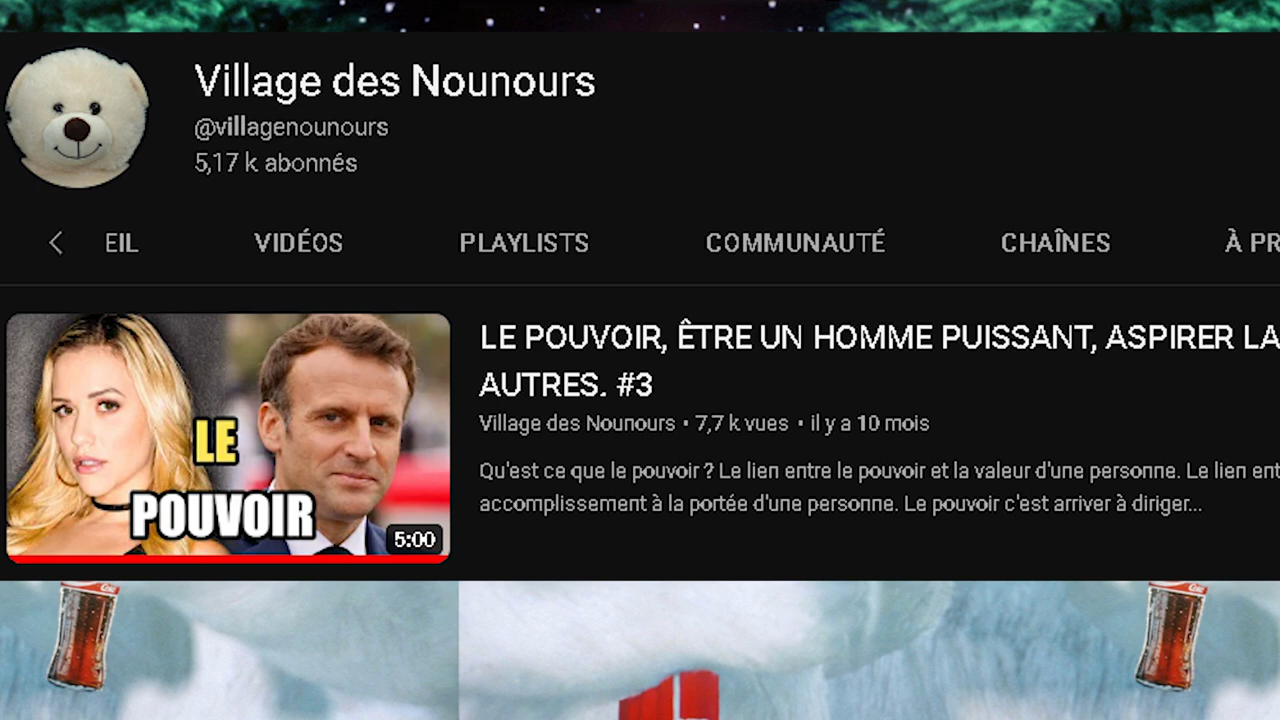 Village des Nounours
@villagenounours
5,17 k abonnés
EIL VIDÉOS PLAYLISTS COMMUNAUTÉ CHAÎNES À PR
LE POUVOIR, ÊTRE UN HOMME PUISSANT, ASPIRER LA
AUTRES. #3
Village des Nounours • 7,7 k vues • il y a 10 mois
Qu'est ce que le pouvoir ? Le lien entre le pouvoir et la valeur d'une personne. Le lien ent
accomplissement à la portée d'une personne. Le pouvoir c'est arriver à diriger...
LE
POUVOIR
5:00